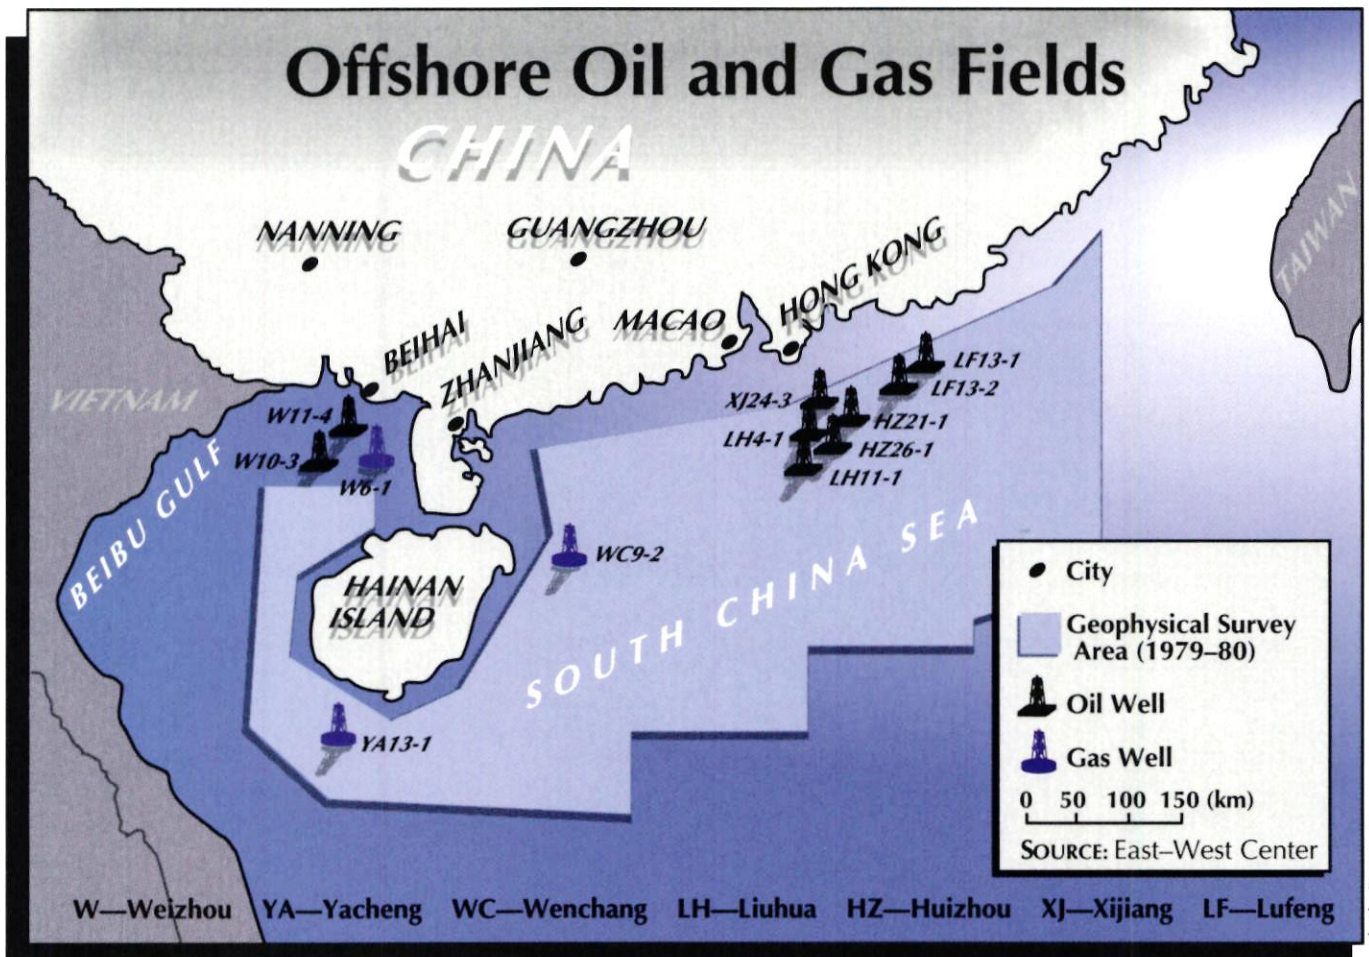 Offshore Oil and Gas Fields
CHINA
NANNING
GUANGZHOU
HONG KONG
MACAO
BEIHAI
ZHANJIANG
TAIWAN
VIETNAM
BEIBU GULF
W11-4
W10-3
W6-1
XJ24-3
LH4-1
LF13-1
LF13-2
HZ21-1
HZ26-1
LH11-1
WC9-2
HAINAN
ISLAND
YA13-1
SOUTH CHINA SEA
City
Geophysical Survey
Area (1979–80)
Oil Well
Gas Well
0 50 100 150 (km)
SOURCE: East–West Center
W—Weizhou YA—Yacheng WC—Wenchang LH—Liuhua HZ—Huizhou XJ—Xijiang LF—Lufeng